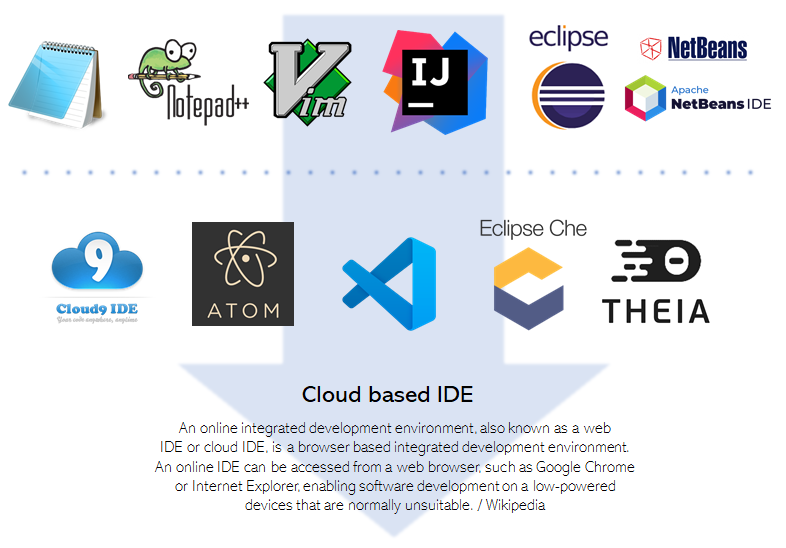 eclipse
NetBeans
Notepad++
Vim
IJ
Apache
NetBeans IDE
9
Cloud9 IDE
Your code anywhere, anytime
ATOM
Eclipse Che
THEIA
Cloud based IDE
An online integrated development environment, also known as a web
IDE or cloud IDE, is a browser based integrated development environment.
An online IDE can be accessed from a web browser, such as Google Chrome
or Internet Explorer, enabling software development on a low-powered
devices that are normally unsuitable. / Wikipedia